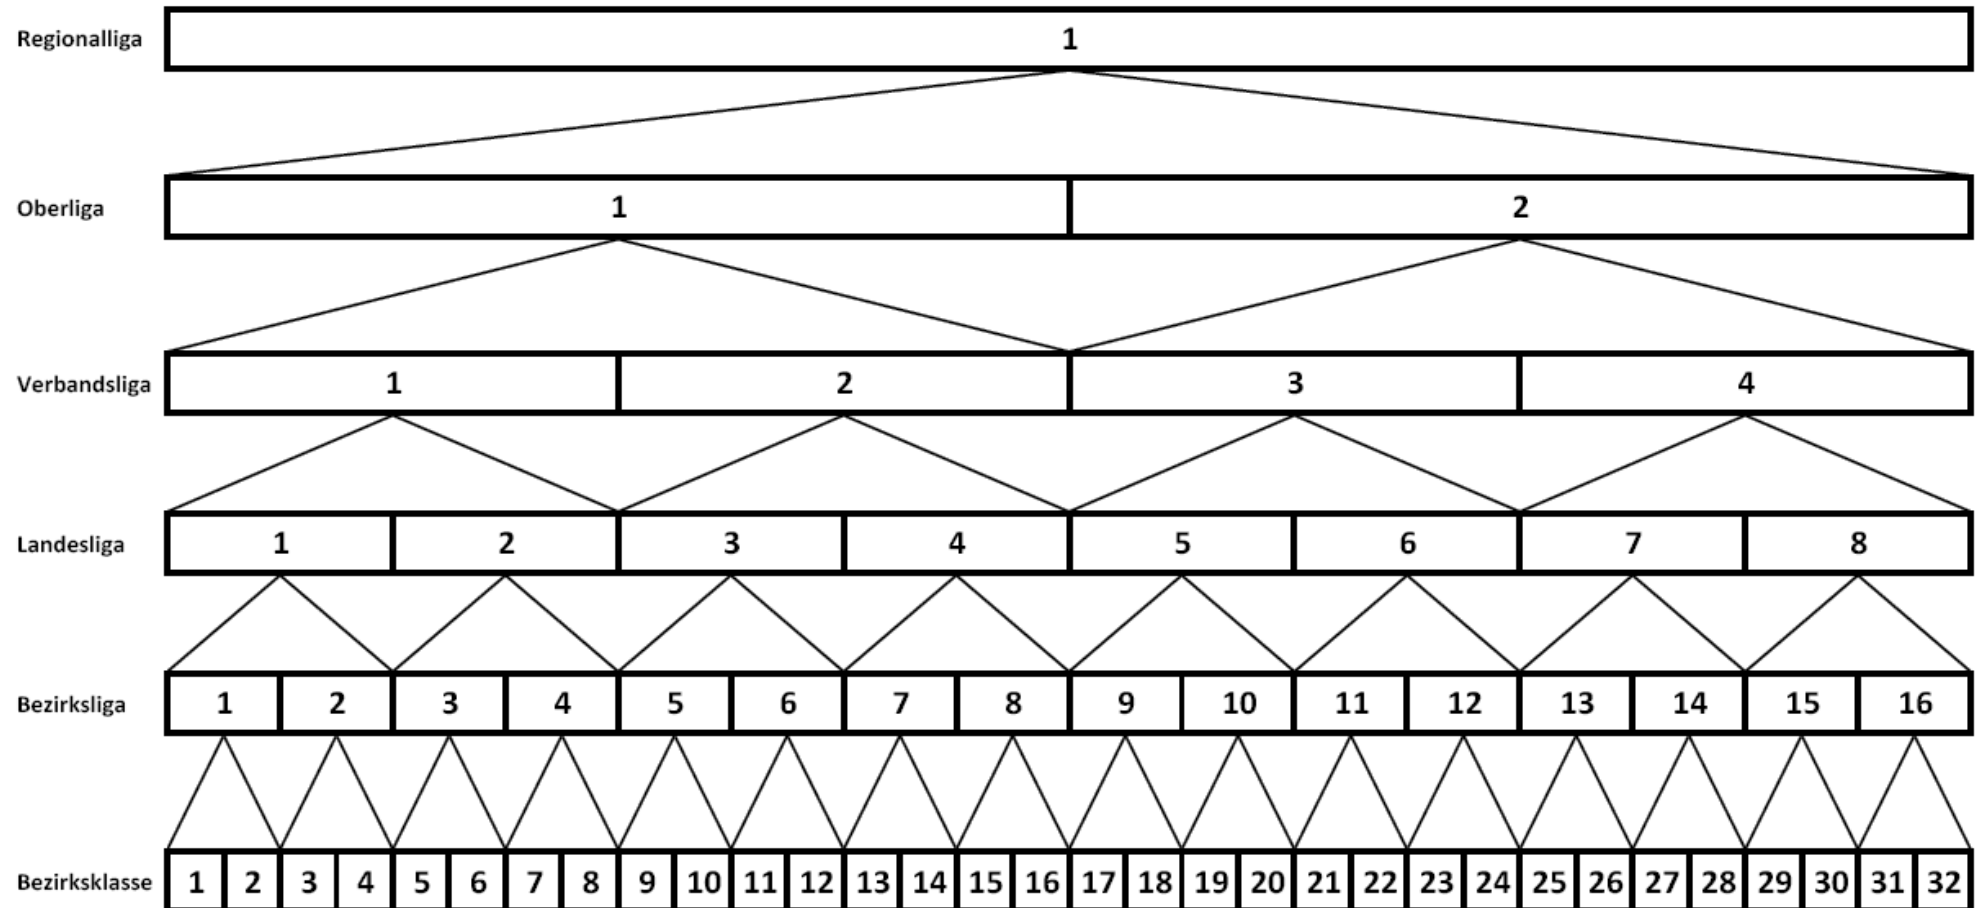 Regionalliga 1
Oberliga 1 2
Verbandsliga 1 2 3 4
Landesliga 1 2 3 4 5 6 7 8
Bezirksliga 1 2 3 4 5 6 7 8 9 10 11 12 13 14 15 16
Bezirksklasse 1 2 3 4 5 6 7 8 9 10 11 12 13 14 15 16 17 18 19 20 21 22 23 24 25 26 27 28 29 30 31 32